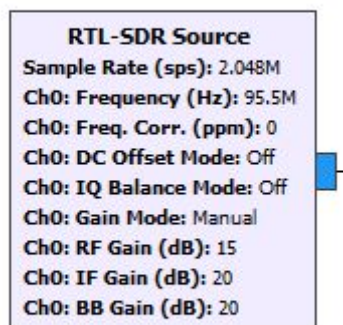 RTL-SDR Source
Sample Rate (sps): 2.048M
Ch0: Frequency (Hz): 95.5M
Ch0: Freq. Corr. (ppm): 0
Ch0: DC Offset Mode: Off
Ch0: IQ Balance Mode: Off
Ch0: Gain Mode: Manual
Ch0: RF Gain (dB): 15
Ch0: IF Gain (dB): 20
Ch0: BB Gain (dB): 20